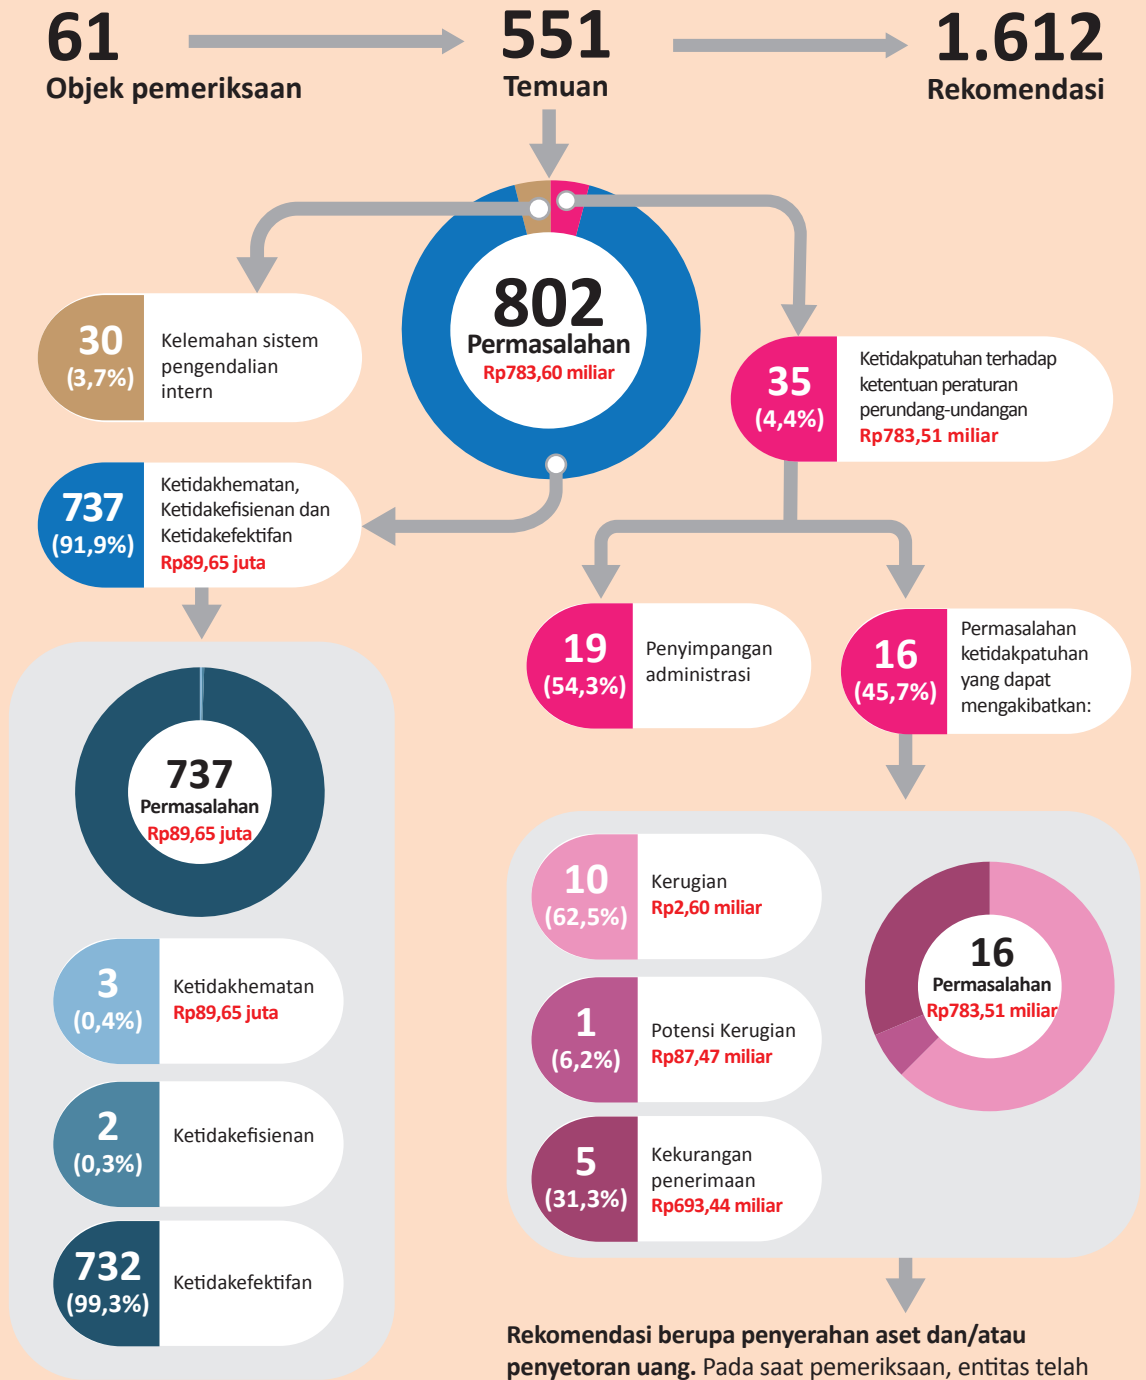 61
Objek pemeriksaan
551
Temuan
1.612
Rekomendasi
802
Permasalahan
Rp783,60 miliar
30
(3,7%)
Kelemahan sistem
pengendalian
intern
35
(4,4%)
Ketidakpatuhan terhadap
ketentuan peraturan
perundang-undangan
Rp783,51 miliar
737
(91,9%)
Ketidakhematan,
Ketidakefisienan dan
Ketidakefektifan
Rp89,65 juta
19
(54,3%)
Penyimpangan
administrasi
16
(45,7%)
Permasalahan
ketidakpatuhan
yang dapat
mengakibatkan:
737
Permasalahan
Rp89,65 juta
3
(0,4%)
Ketidakhematan
Rp89,65 juta
2
(0,3%)
Ketidakefisienan
732
(99,3%)
Ketidakefektifan
10
(62,5%)
Kerugian
Rp2,60 miliar
1
(6,2%)
Potensi Kerugian
Rp87,47 miliar
5
(31,3%)
Kekurangan
penerimaan
Rp693,44 miliar
16
Permasalahan
Rp783,51 miliar
Rekomendasi berupa penyerahan aset dan/atau
penyetoran uang. Pada saat pemeriksaan, entitas telah